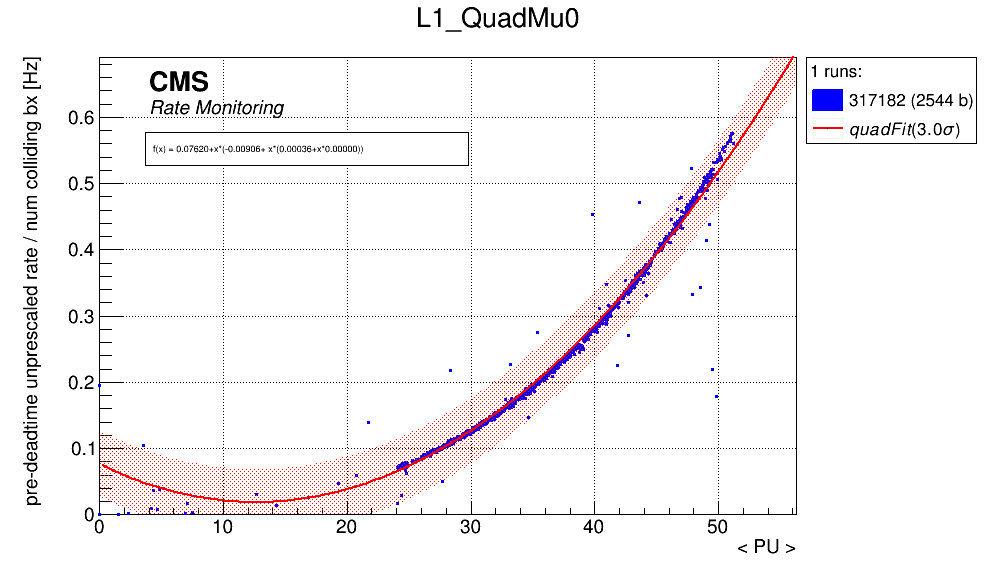 L1_QuadMu0
pre-deadtime unprescaled rate / num colliding bx [Hz]
CMS
Rate Monitoring
f(x) = 0.07620+x*(-0.00906+ x*(0.00036+x*0.00000))
0.6
0.5
0.4
0.3
0.2
0.1
0
0 10 20 30 40 50
< PU >
1 runs:
317182 (2544 b)
quadFit(3.0σ)